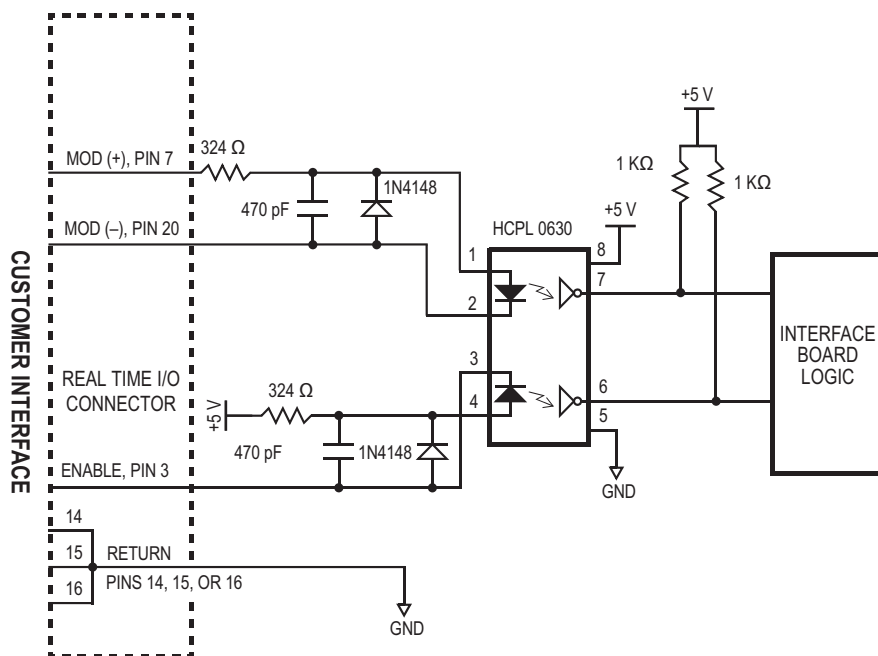 CUSTOMER INTERFACE
MOD (+), PIN 7
324 Ω
470 pF
1N4148
MOD (–), PIN 20
HCPL 0630
1
2
3
4
8
7
6
5
+5 V
+5 V
1 KΩ
1 KΩ
INTERFACE
BOARD
LOGIC
GND
REAL TIME I/O
CONNECTOR
+5 V
324 Ω
470 pF
1N4148
ENABLE, PIN 3
14
15
16
RETURN
PINS 14, 15, OR 16
GND